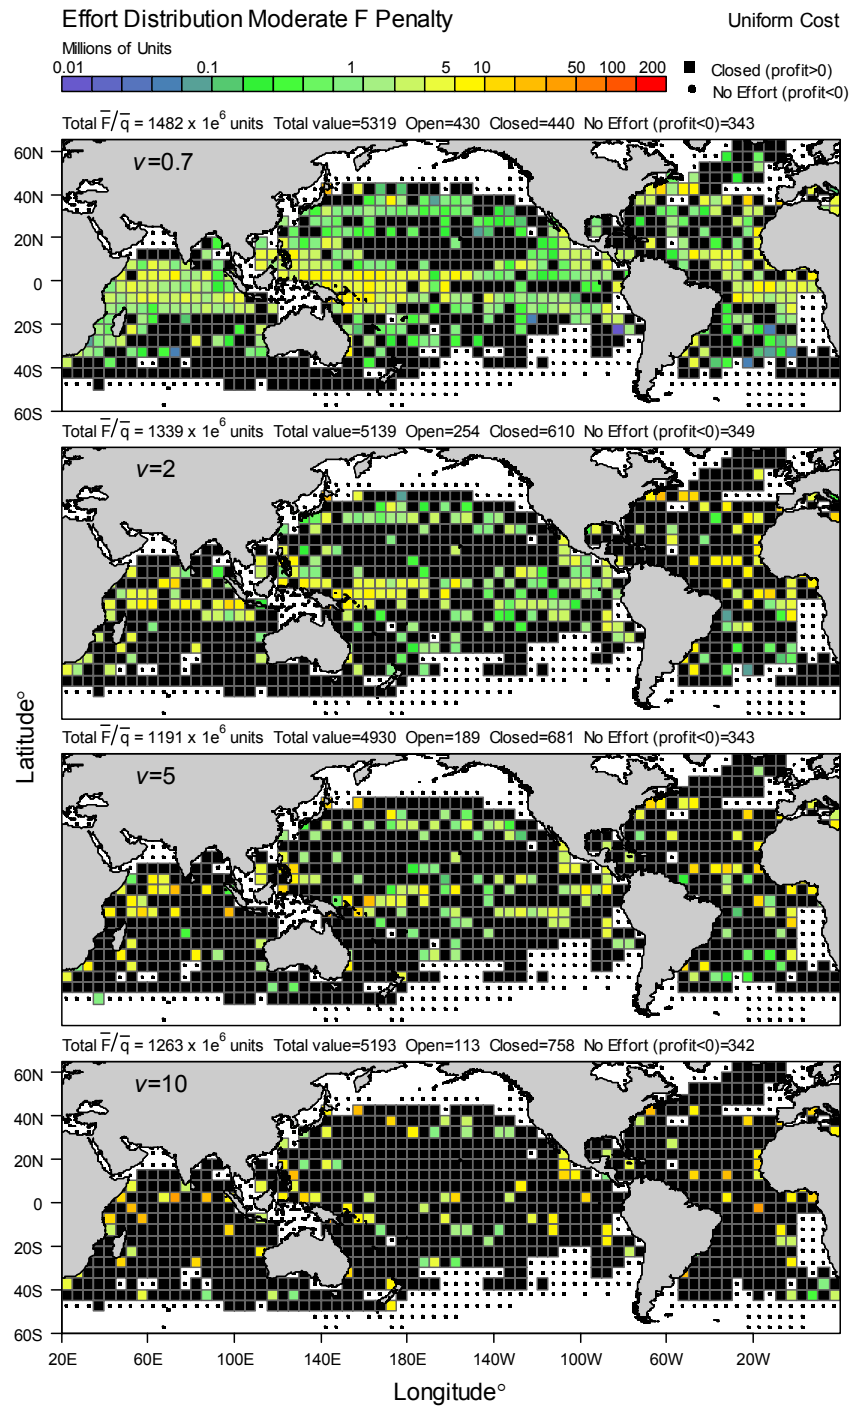 Effort Distribution Moderate F Penalty
Uniform Cost
Millions of Units
0.01 0.1 1 5 10 50 100 200
Closed (profit>0)
No Effort (profit<0)
Total F̅/q̅ = 1482 x 1e⁶ units Total value=5319 Open=430 Closed=440 No Effort (profit<0)=343
v=0.7
60N
40N
20N
0
20S
40S
60S
Total F̅/q̅ = 1339 x 1e⁶ units Total value=5139 Open=254 Closed=610 No Effort (profit<0)=349
v=2
Total F̅/q̅ = 1191 x 1e⁶ units Total value=4930 Open=189 Closed=681 No Effort (profit<0)=343
v=5
Latitude°
Total F̅/q̅ = 1263 x 1e⁶ units Total value=5193 Open=113 Closed=758 No Effort (profit<0)=342
v=10
60N
40N
20N
0
20S
40S
60S
20E 60E 100E 140E 180E 140W 100W 60W 20W
Longitude°